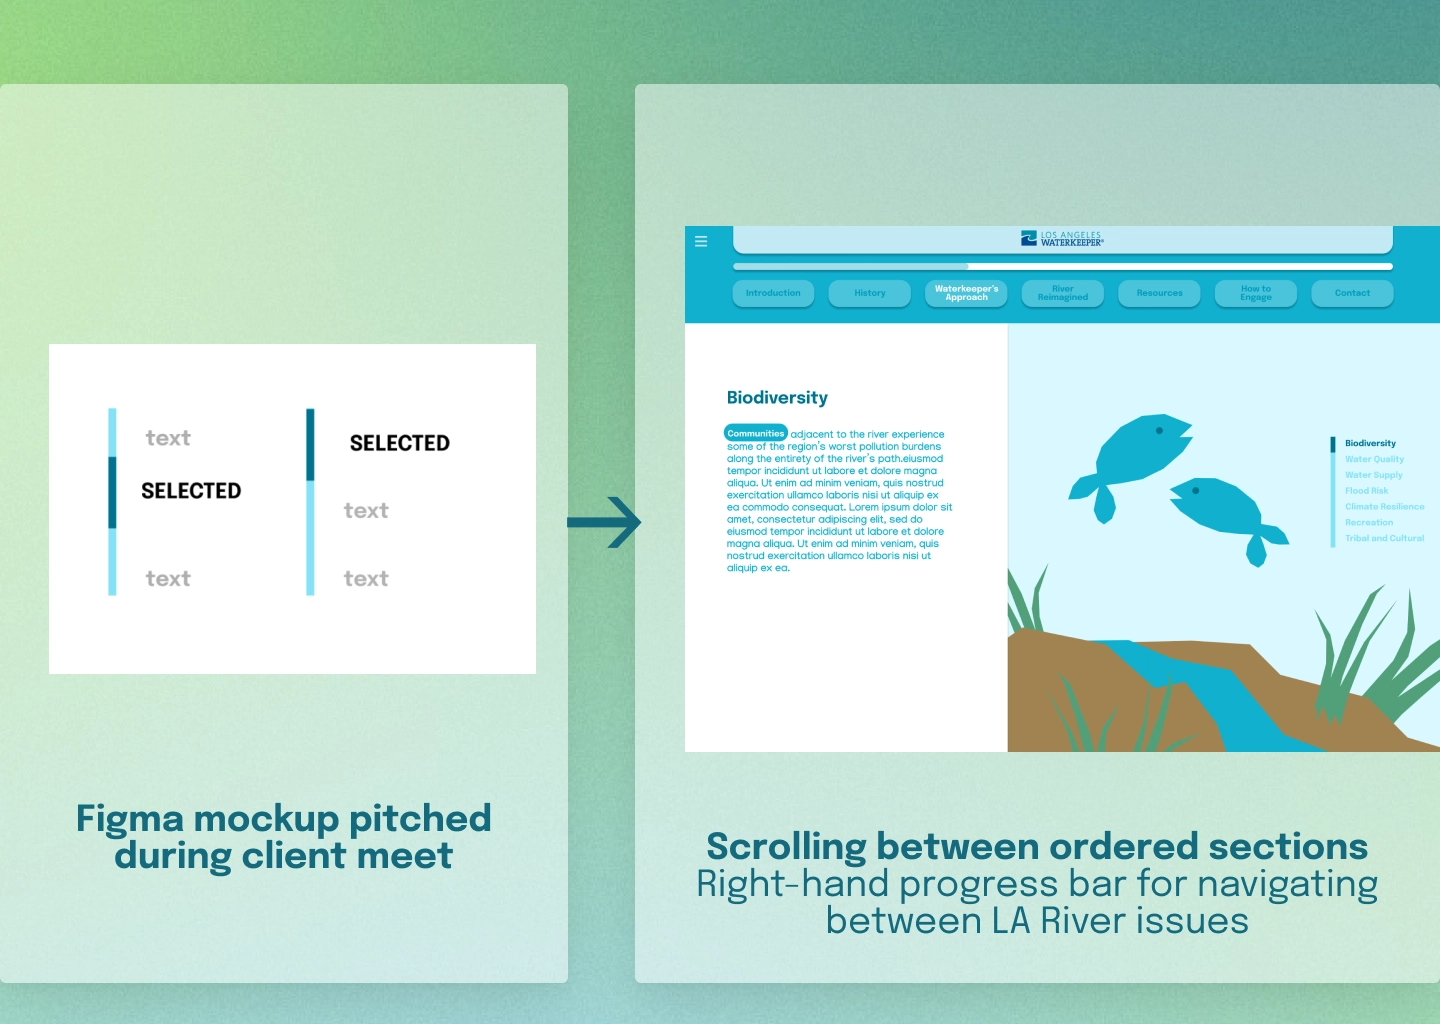 text
SELECTED
text
SELECTED
text
text
Figma mockup pitched
during client meet
LOS ANGELES
WATERKEEPER®
Introduction
History
Waterkeeper's
Approach
River
Reimagined
Resources
How to
Engage
Contact
Biodiversity
Communities adjacent to the river experience
some of the region's worst pollution burdens
along the entirety of the river's path.eiusmod
tempor incididunt ut labore et dolore magna
aliqua. Ut enim ad minim veniam, quis nostrud
exercitation ullamco laboris nisi ut aliquip ex
ea commodo consequat. Lorem ipsum dolor sit
amet, consectetur adipiscing elit, sed do
eiusmod tempor incididunt ut labore et dolore
magna aliqua. Ut enim ad minim veniam, quis
nostrud exercitation ullamco laboris nisi ut
aliquip ex ea.
Biodiversity
Water Quality
Water Supply
Flood Risk
Climate Resilience
Recreation
Tribal and Cultural
Scrolling between ordered sections
Right-hand progress bar for navigating
between LA River issues